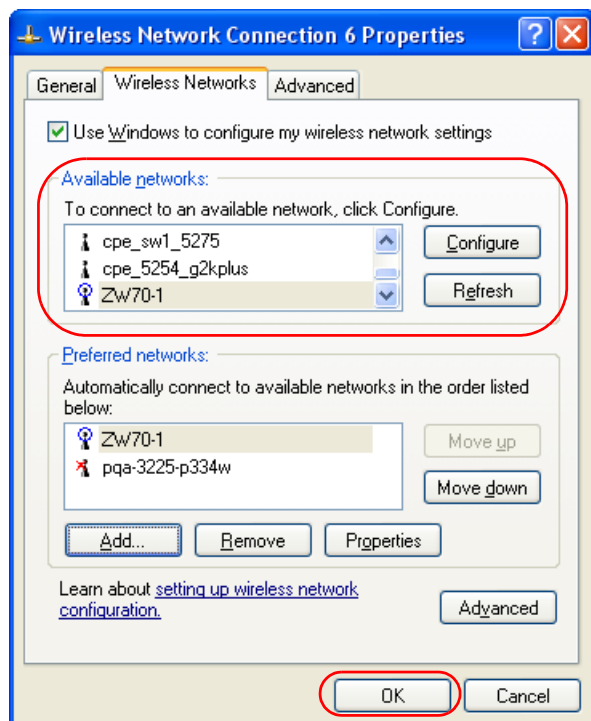 Wireless Network Connection 6 Properties
General Wireless Networks Advanced
Use Windows to configure my wireless network settings
Available networks:
To connect to an available network, click Configure.
cpe_sw1_5275
cpe_5254_g2kplus
ZW70-1
Configure
Refresh
Preferred networks:
Automatically connect to available networks in the order listed
below:
ZW70-1
pqa-3225-p334w
Move up
Move down
Add... Remove Properties
Learn about setting up wireless network
configuration.
Advanced
OK Cancel